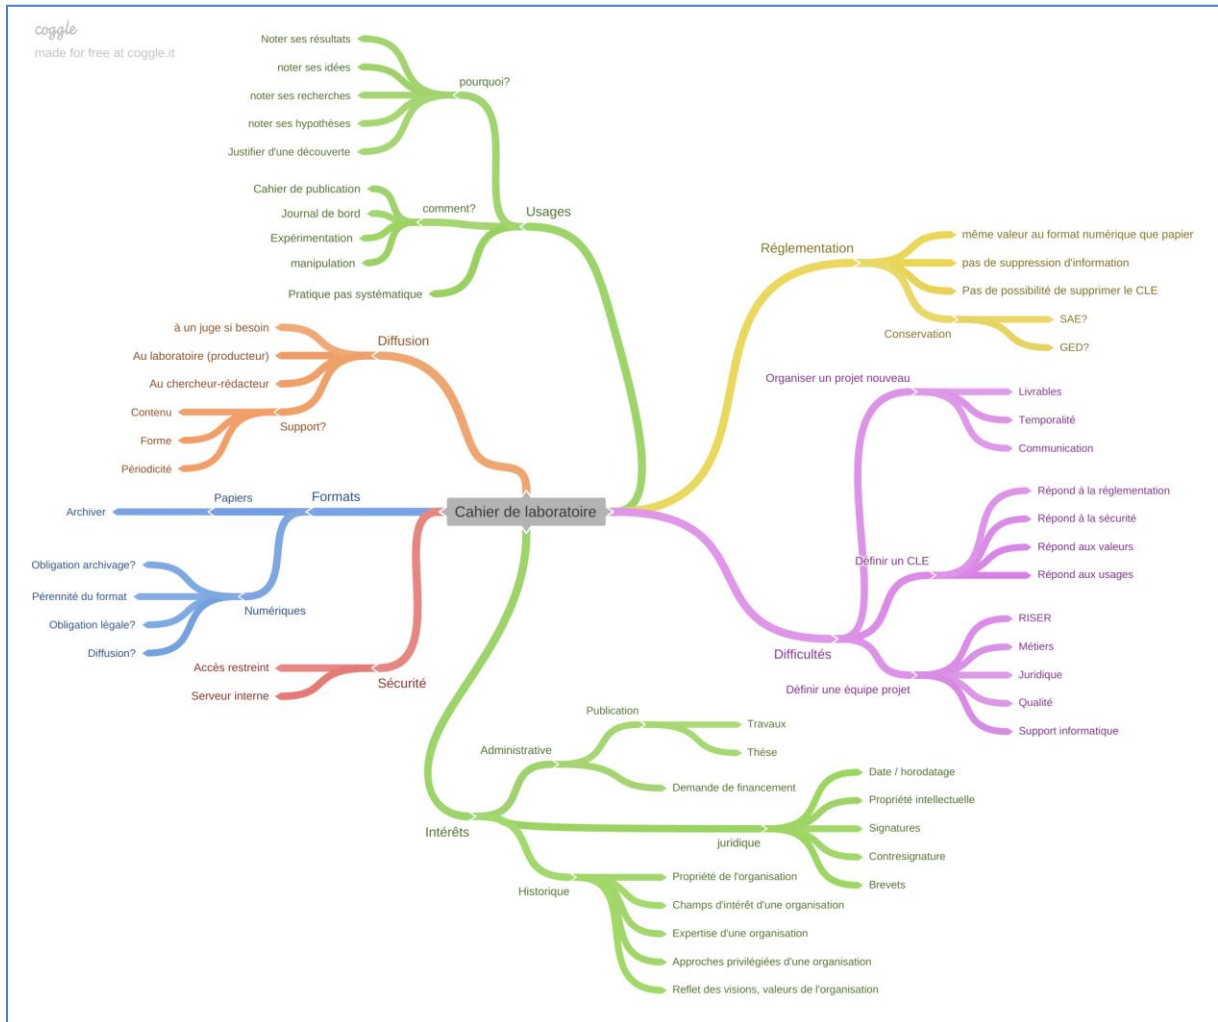 coggle
made for free at coggle.it
Noter ses résultats
noter ses idées
noter ses recherches
noter ses hypothèses
Justifier d'une découverte
pourquoi?
Cahier de publication
Journal de bord
Expérimentation
manipulation
comment?
Pratique pas systématique
Usages
à un juge si besoin
Au laboratoire (producteur)
Au chercheur-rédacteur
Contenu
Forme
Périodicité
Support?
Diffusion
Archiver
Papiers
Formats
Obligation archivage?
Pérennité du format
Obligation légale?
Diffusion?
Numériques
Accès restreint
Serveur interne
Sécurité
Cahier de laboratoire
Réglementation
même valeur au format numérique que papier
pas de suppression d'information
Pas de possibilité de supprimer le CLE
Conservation
SAE?
GED?
Organiser un projet nouveau
Livrables
Temporalité
Communication
Définir un CLE
Répond à la réglementation
Répond à la sécurité
Répond aux valeurs
Répond aux usages
Difficultés
Définir une équipe projet
RISER
Métiers
Juridique
Qualité
Support informatique
Intérêts
Administrative
Publication
Travaux
Thèse
Demande de financement
juridique
Date / horodatage
Propriété intellectuelle
Signatures
Contresignature
Brevets
Historique
Propriété de l'organisation
Champs d'intérêt d'une organisation
Expertise d'une organisation
Approches privilégiées d'une organisation
Reflet des visions, valeurs de l'organisation